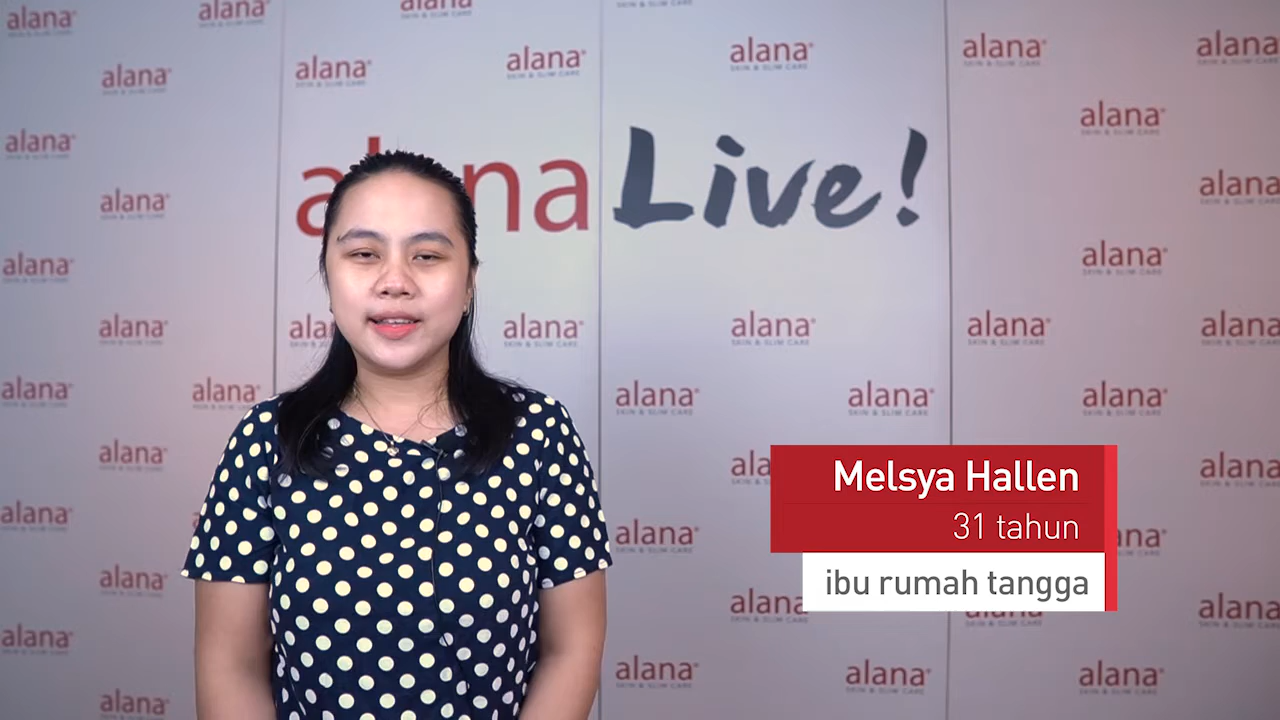 alana
SKIN & SLIM CARE
alana Live!
Melsya Hallen
31 tahun
ibu rumah tangga